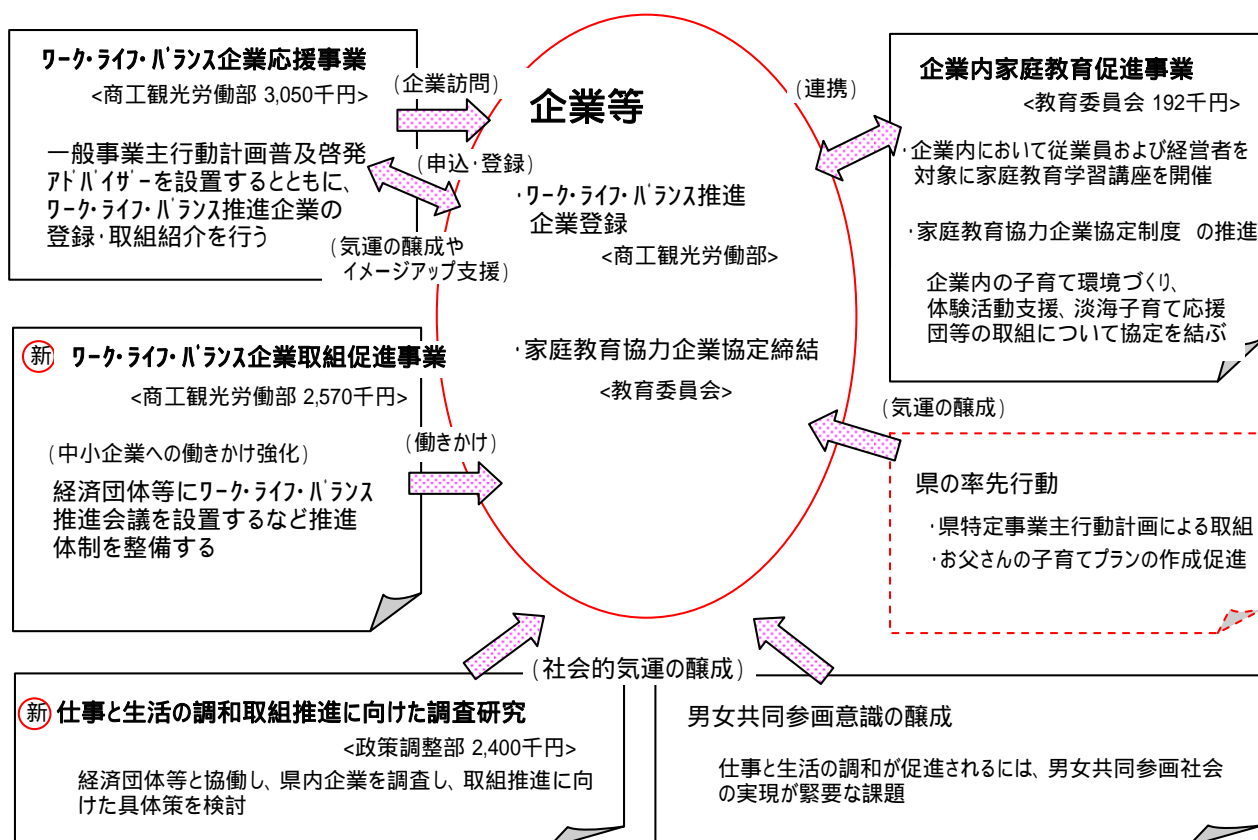 ワーク・ライフ・バランス企業応援事業
<商工観光労働部 3,050千円>
一般事業主行動計画普及啓発
アドバイザーを設置するとともに、
ワーク・ライフ・バランス推進企業の
登録・取組紹介を行う
(企業訪問)
(申込・登録)
(気運の醸成や
イメージアップ支援)
企業等
・ワーク・ライフ・バランス推進
企業登録
<商工観光労働部>
・家庭教育協力企業協定締結
<教育委員会>
(連携)
企業内家庭教育促進事業
<教育委員会 192千円>
・企業内において従業員および経営者を
対象に家庭教育学習講座を開催
・家庭教育協力企業協定制度 の推進
企業内の子育て環境づくり、
体験活動支援、淡海子育て応援
団等の取組について協定を結ぶ
新 ワーク・ライフ・バランス企業取組促進事業
<商工観光労働部 2,570千円>
(中小企業への働きかけ強化)
経済団体等にワーク・ライフ・バランス
推進会議を設置するなど推進
体制を整備する
(働きかけ)
(気運の醸成)
県の率先行動
・県特定事業主行動計画による取組
・お父さんの子育てプランの作成促進
(社会的気運の醸成)
新 仕事と生活の調和取組推進に向けた調査研究
<政策調整部 2,400千円>
経済団体等と協働し、県内企業を調査し、取組推進に向
けた具体策を検討
男女共同参画意識の醸成
仕事と生活の調和が促進されるには、男女共同参画社会
の実現が緊要な課題